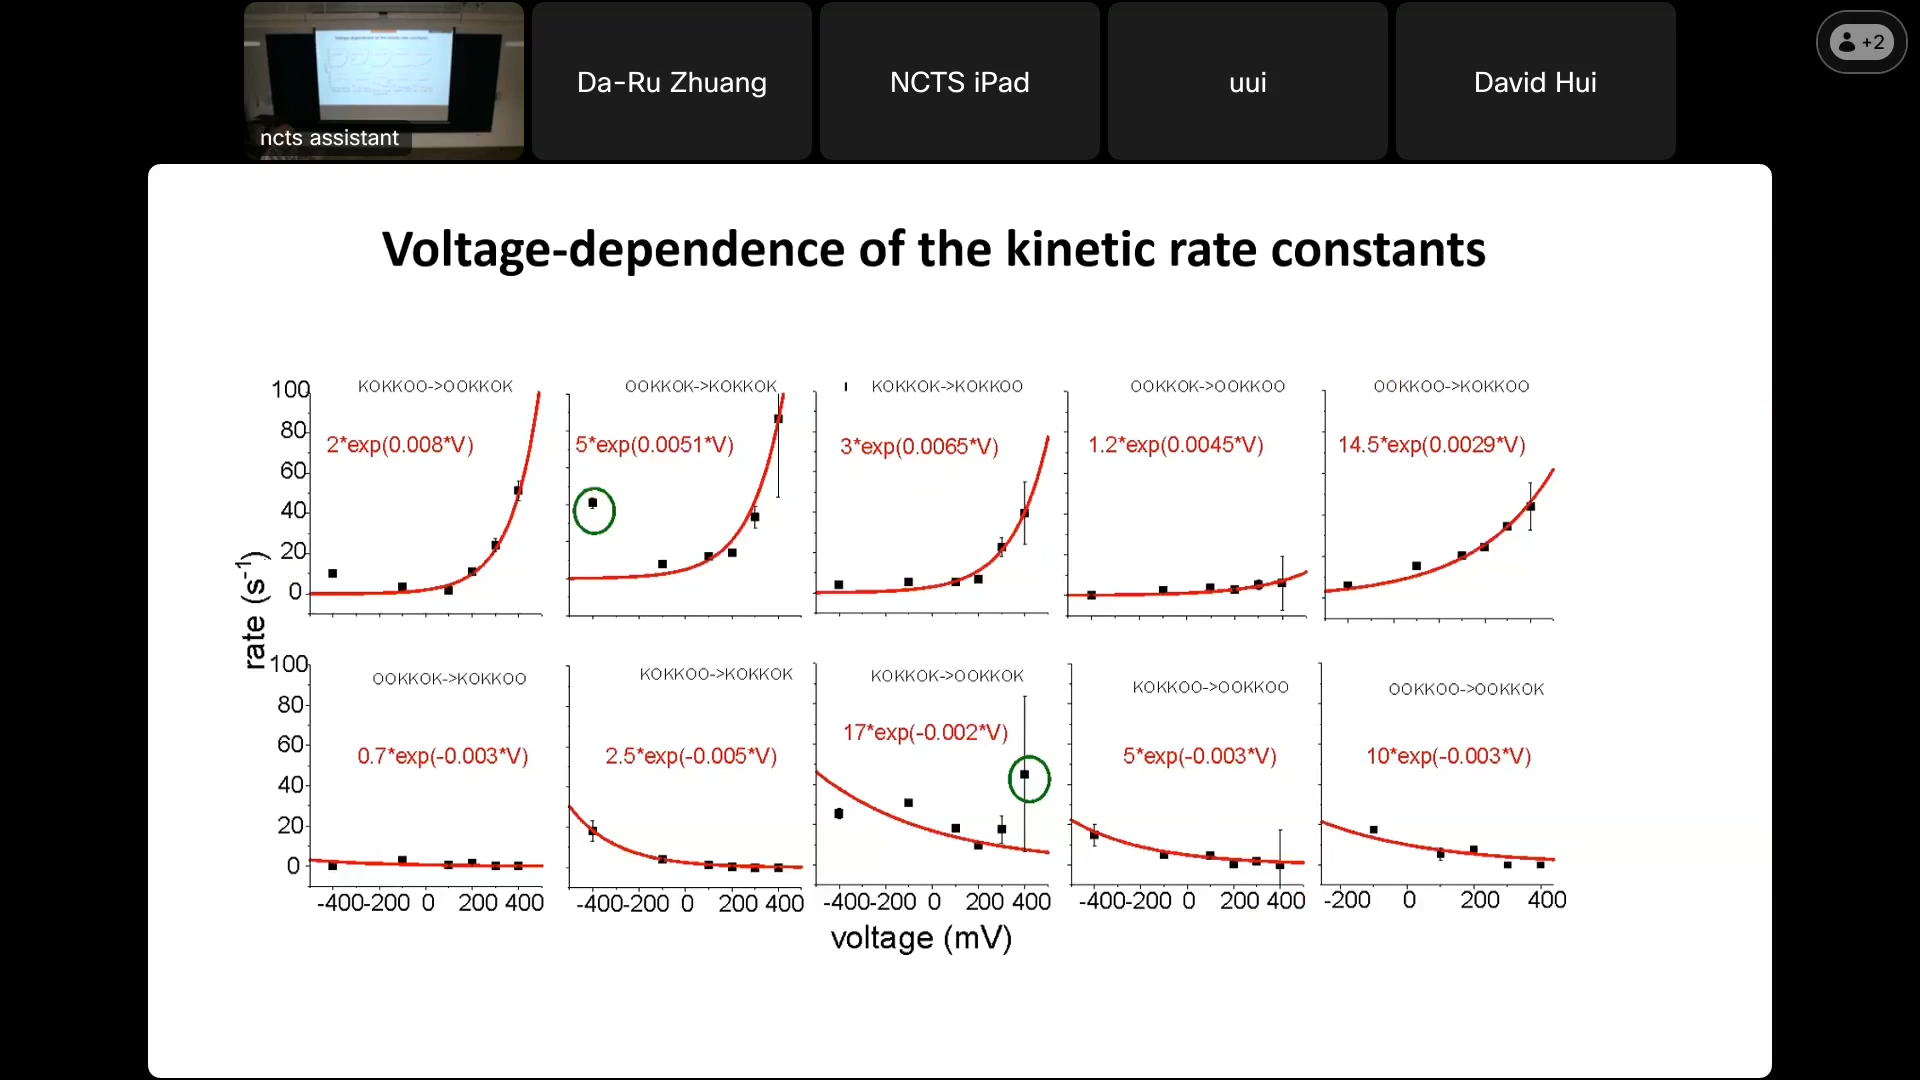 ncts assistant
Da-Ru Zhuang
NCTS iPad
uui
David Hui
+2
Voltage-dependence of the kinetic rate constants
KOKKOO->OOKKOK
OOKKOK->KOKKOK
KOKKOK->KOKKOO
OOKKOK->OOKKOO
OOKKOO->KOKKOO
2*exp(0.008*V)
5*exp(0.0051*V)
3*exp(0.0065*V)
1.2*exp(0.0045*V)
14.5*exp(0.0029*V)
100
80
60
40
20
0
rate (s-1)
OOKKOK->KOKKOO
KOKKOO->KOKKOK
KOKKOK->OOKKOK
KOKKOO->OOKKOO
OOKKOO->OOKKOK
0.7*exp(-0.003*V)
2.5*exp(-0.005*V)
17*exp(-0.002*V)
5*exp(-0.003*V)
10*exp(-0.003*V)
100
80
60
40
20
0
-400-200 0 200 400
-400-200 0 200 400
-400-200 0 200 400
-400-200 0 200 400
-200 0 200 400
voltage (mV)